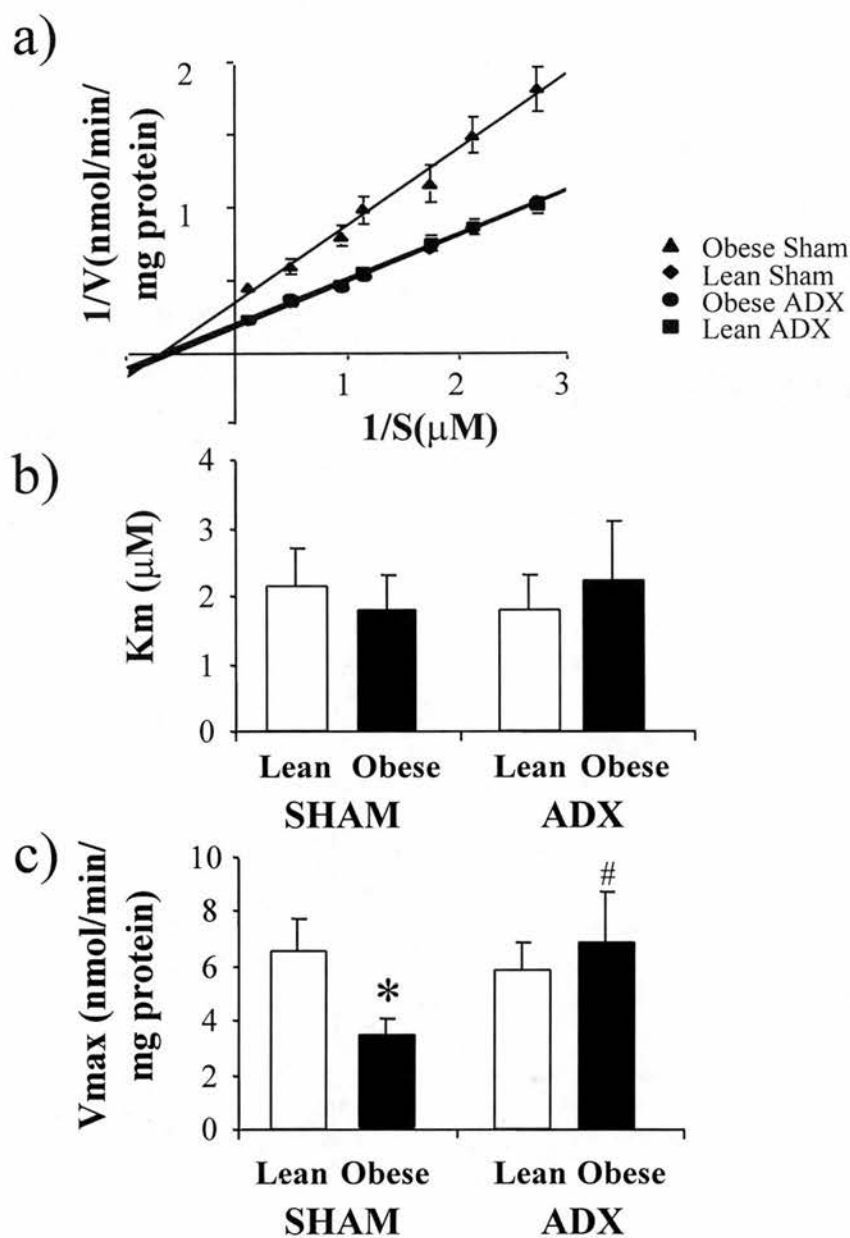 a)
1/V(nmol/min/
mg protein)
2
1
1 2 3
1/S(μM)
Obese Sham
Lean Sham
Obese ADX
Lean ADX
b)
Km (μM)
4
3
2
1
0
Lean Obese Lean Obese
SHAM ADX
c)
Vmax (nmol/min/
mg protein)
10
8
6
4
2
0
*
#
Lean Obese Lean Obese
SHAM ADX